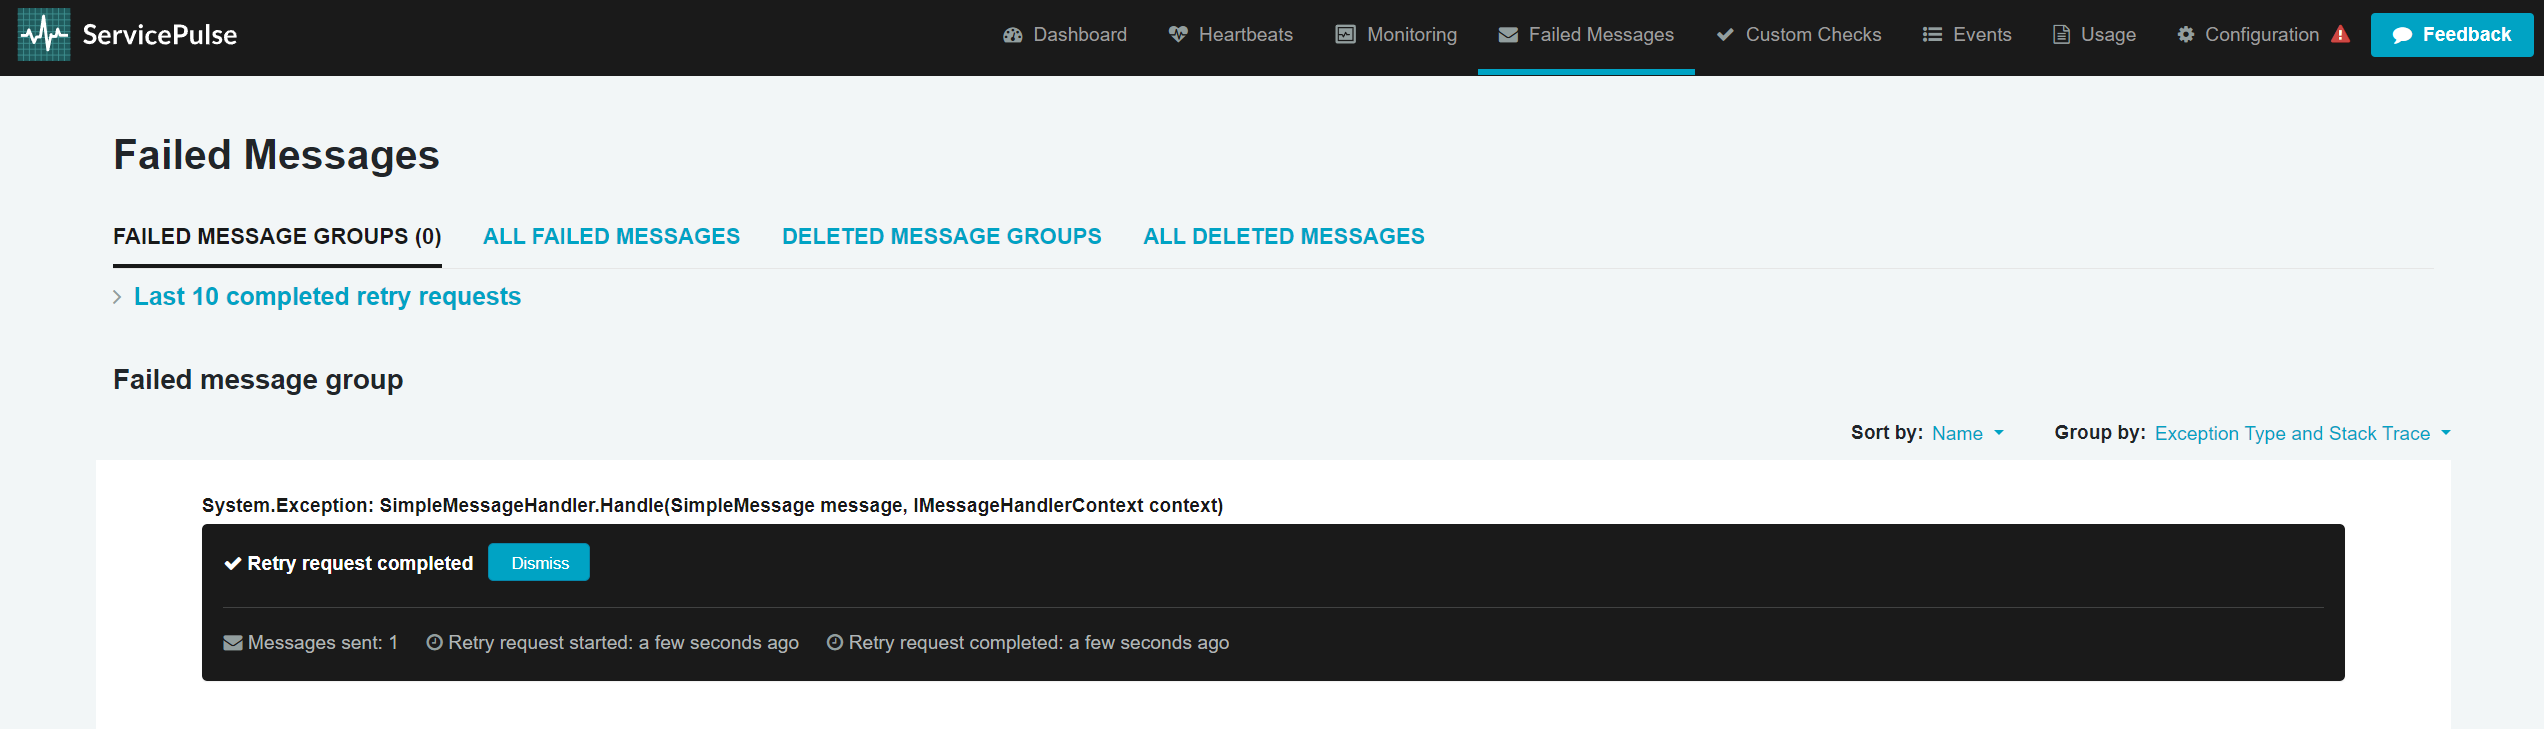 ServicePulse Dashboard Heartbeats Monitoring Failed Messages Custom Checks Events Usage Configuration Feedback
Failed Messages
FAILED MESSAGE GROUPS (0) ALL FAILED MESSAGES DELETED MESSAGE GROUPS ALL DELETED MESSAGES
Last 10 completed retry requests
Failed message group
Sort by: Name Group by: Exception Type and Stack Trace
System.Exception: SimpleMessageHandler.Handle(SimpleMessage message, IMessageHandlerContext context)
Retry request completed Dismiss
Messages sent: 1 Retry request started: a few seconds ago Retry request completed: a few seconds ago